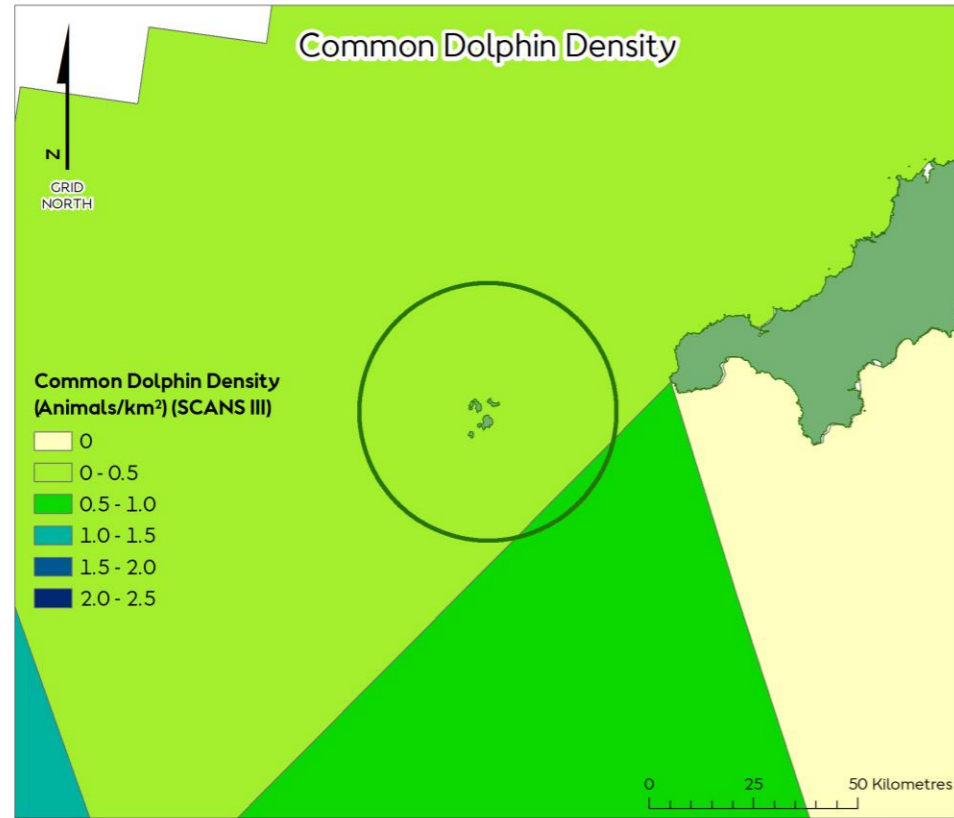 Common Dolphin Density
N
GRID
NORTH
Common Dolphin Density
(Animals/km²) (SCANS III)
0
0 - 0.5
0.5 - 1.0
1.0 - 1.5
1.5 - 2.0
2.0 - 2.5
0 25 50 Kilometres